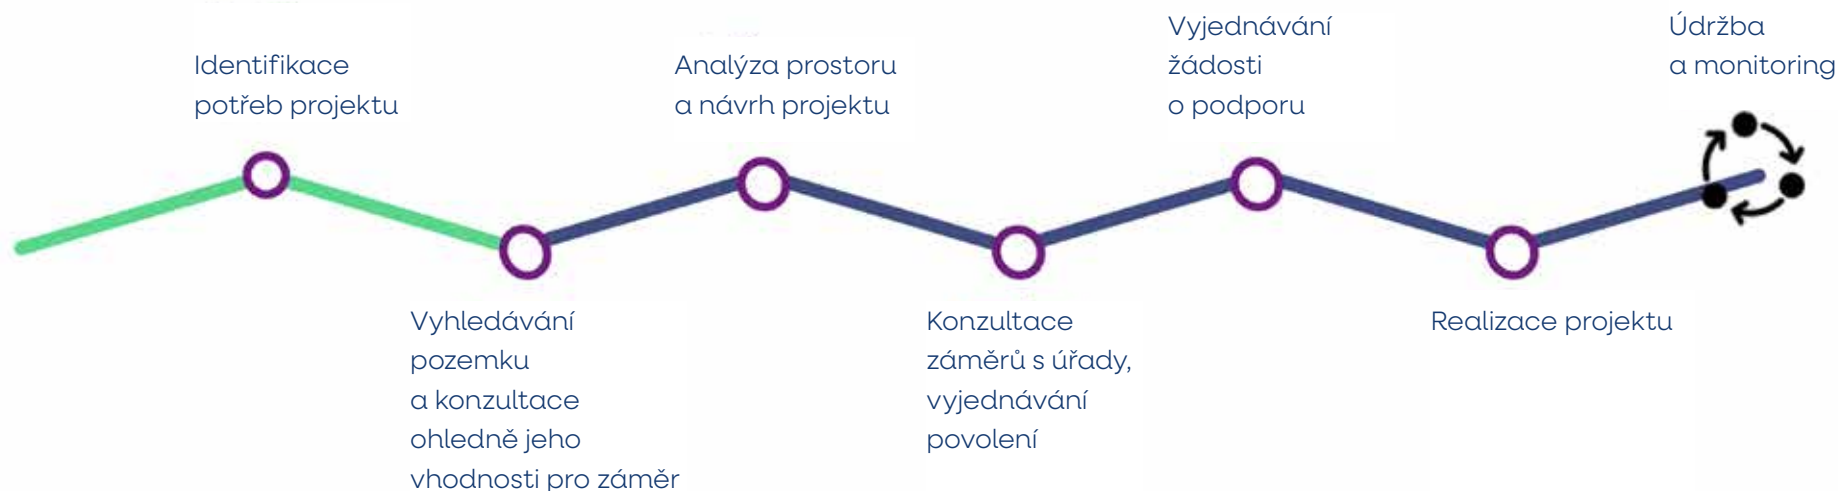 Identifikace
potřeb projektu
Vyhledávání
pozemku
a konzultace
ohledně jeho
vhodnosti pro záměr
Analýza prostoru
a návrh projektu
Konzultace
záměrů s úřady,
vyjednávání
povolení
Vyjednávání
žádosti
o podporu
Realizace projektu
Údržba
a monitoring